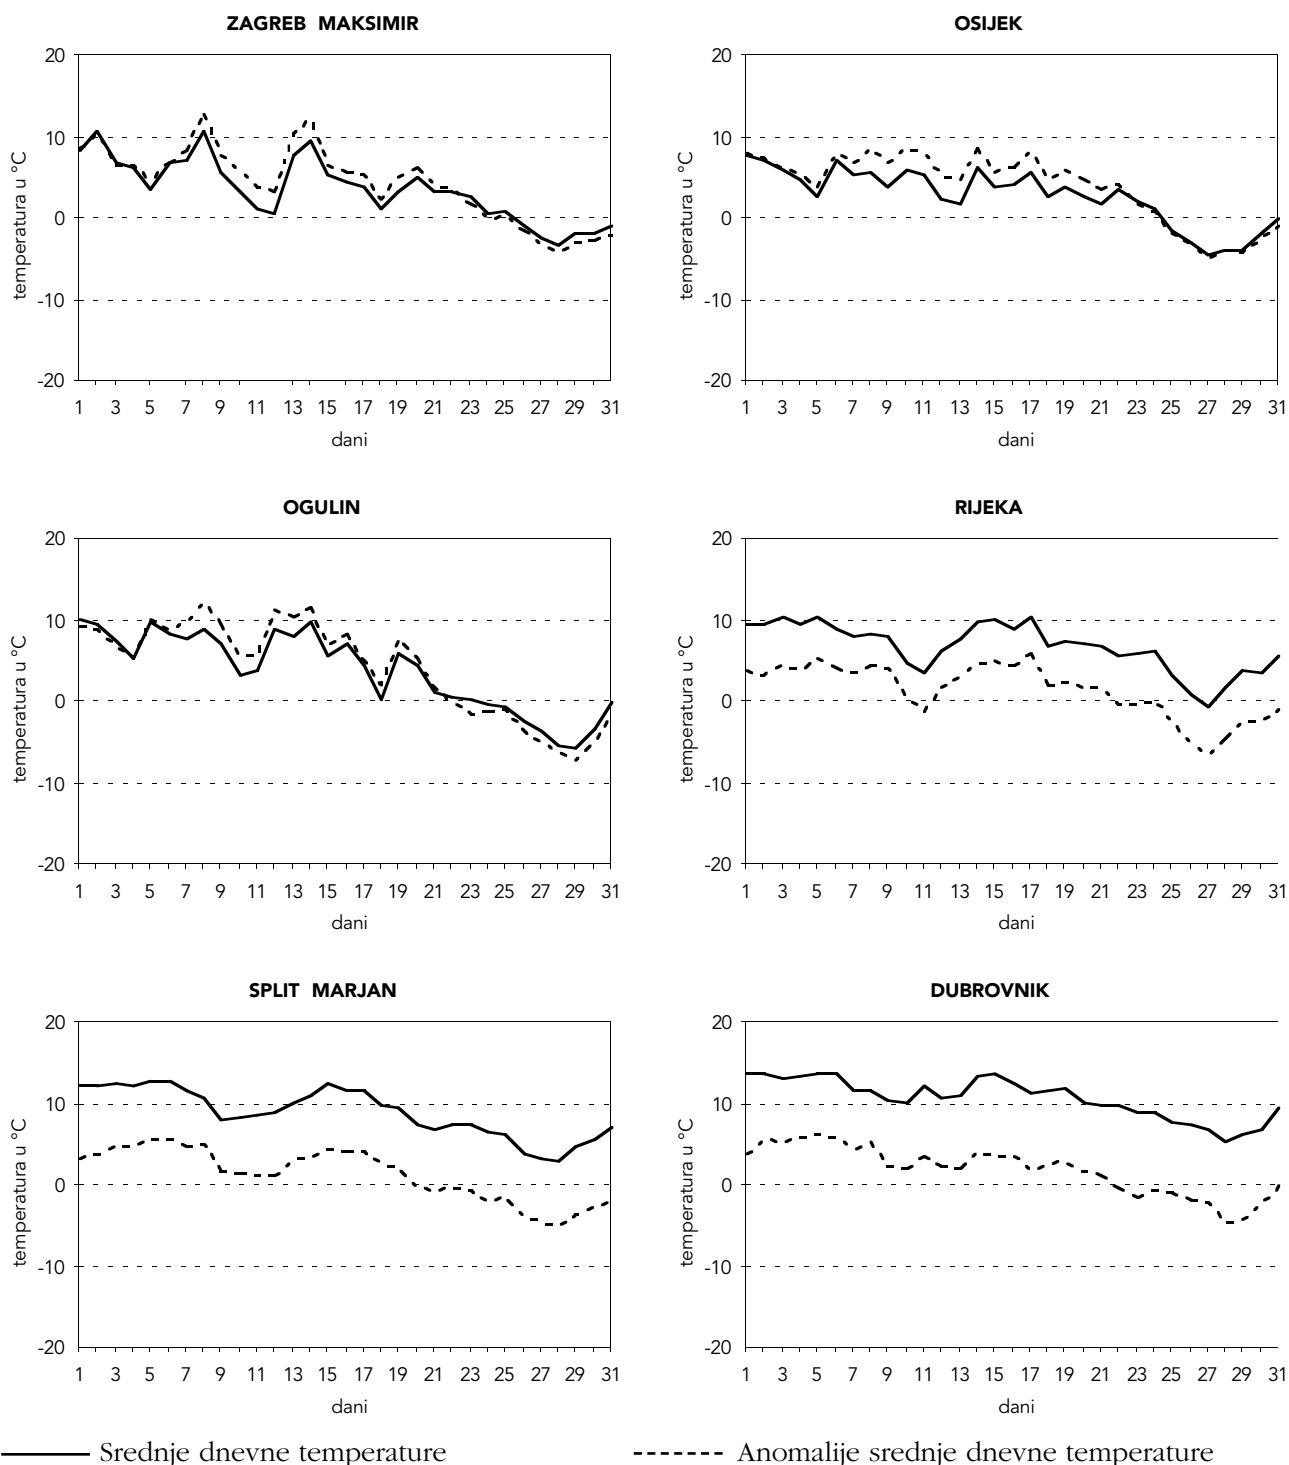 ZAGREB MAKSIMIR
20
10
0
-10
-20
temperatura u °C
1 3 5 7 9 11 13 15 17 19 21 23 25 27 29 31
dani
OSIJEK
20
10
0
-10
-20
temperatura u °C
1 3 5 7 9 11 13 15 17 19 21 23 25 27 29 31
dani
OGULIN
20
10
0
-10
-20
temperatura u °C
1 3 5 7 9 11 13 15 17 19 21 23 25 27 29 31
dani
RIJEKA
20
10
0
-10
-20
temperatura u °C
1 3 5 7 9 11 13 15 17 19 21 23 25 27 29 31
dani
SPLIT MARJAN
20
10
0
-10
-20
temperatura u °C
1 3 5 7 9 11 13 15 17 19 21 23 25 27 29 31
dani
DUBROVNIK
20
10
0
-10
-20
temperatura u °C
1 3 5 7 9 11 13 15 17 19 21 23 25 27 29 31
dani
Srednje dnevne temperature
Anomalije srednje dnevne temperature